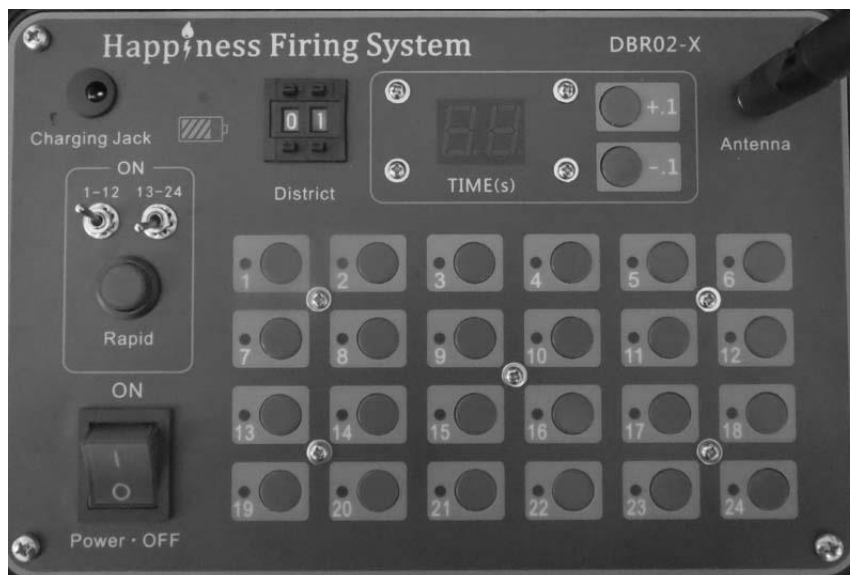 Happiness Firing System
DBR02-X
Charging Jack
01
District
TIME(s)
+.1
-.1
Antenna
ON
1-12 13-24
Rapid
ON
I
O
Power · OFF
1 2 3 4 5 6
7 8 9 10 11 12
13 14 15 16 17 18
19 20 21 22 23 24